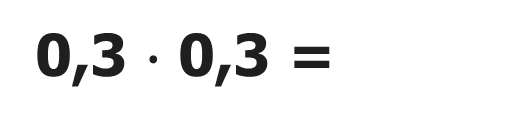 0,3 · 0,3 =